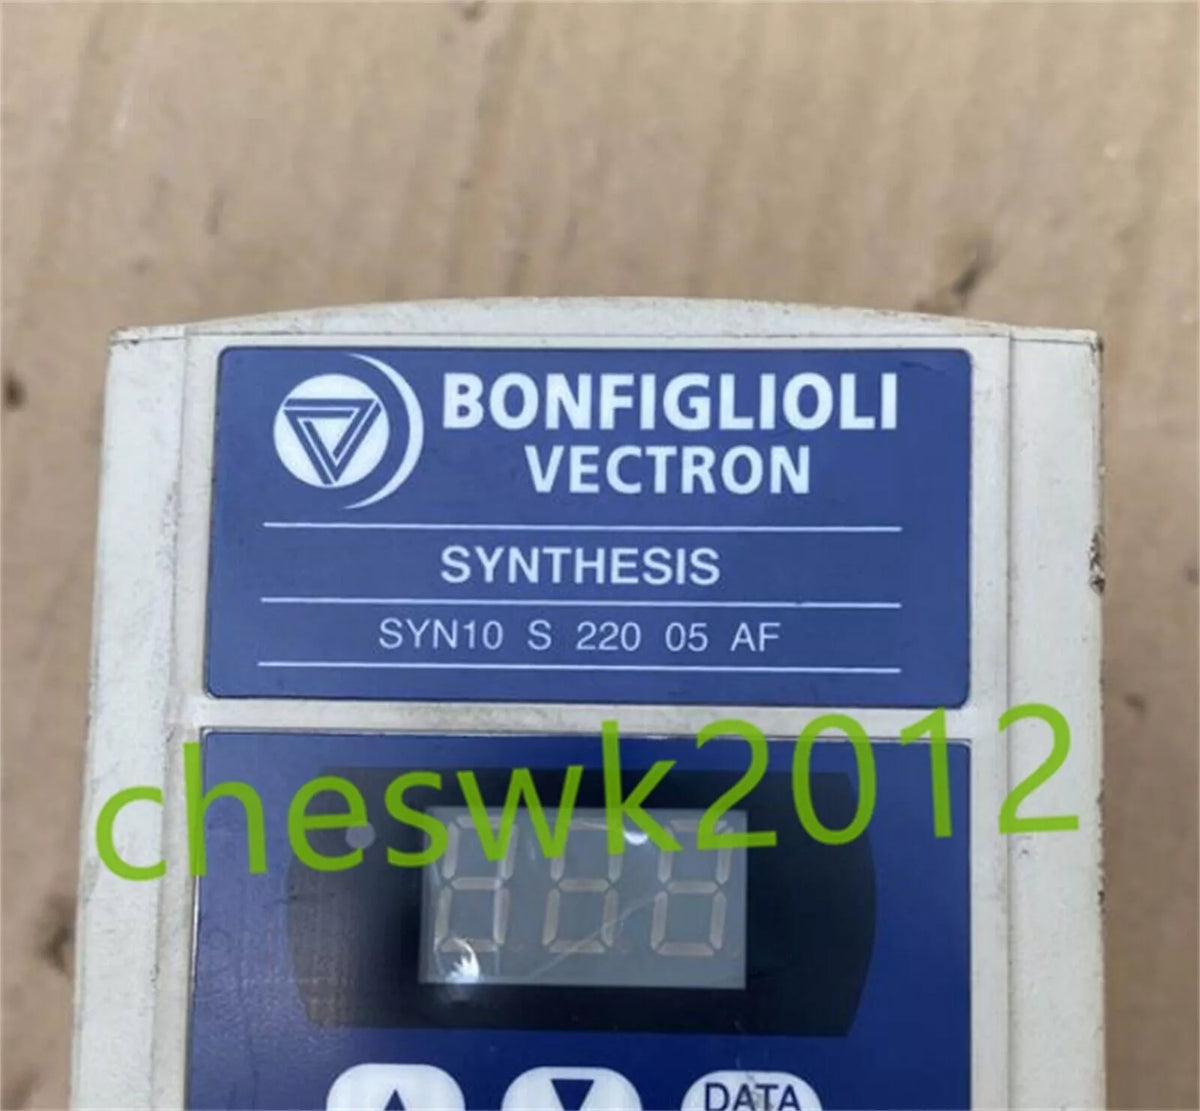 BONFIGLIOLI
VECTRON
SYNTHESIS
SYN10 S 220 05 AF
cheswk2012
DATA